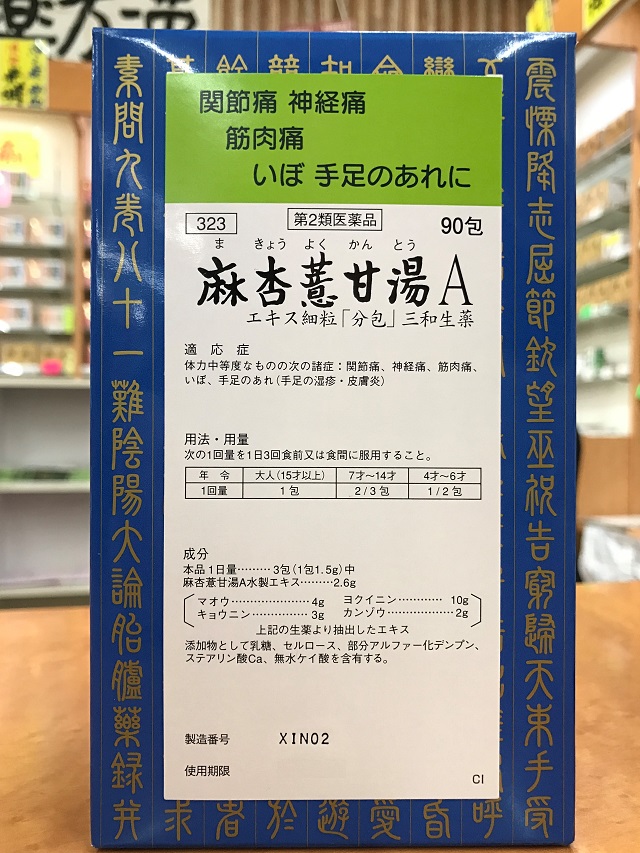 関節痛 神経痛
筋肉痛
いぼ 手足のあれに
323
第2類医薬品
90包
ま きょう よく かん とう
麻杏薏甘湯A
エキス細粒「分包」三和生薬
適応症
体力中等度なものの次の諸症:関節痛、神経痛、筋肉痛、
いぼ、手足のあれ(手足の湿疹・皮膚炎)
用法・用量
次の1回量を1日3回食前又は食間に服用すること。
年 令 大人(15才以上) 7才〜14才 4才〜6才
1回量 1 包 2/3 包 1/2 包
成分
本品1日量………3包(1包1.5g)中
麻杏薏甘湯A水製エキス………2.6g
マオウ……………………4g ヨクイニン…………10g
キョウニン………………3g カンゾウ………………2g
上記の生薬より抽出したエキス
添加物として乳糖、セルロース、部分アルファー化デンプン、
ステアリン酸Ca、無水ケイ酸を含有する。
製造番号 XIN02
使用期限
CI
素問九巻八十一難陰陽大論胎臚藥録并
震慄降志屈節欽望巫祝告窮歸天束手受